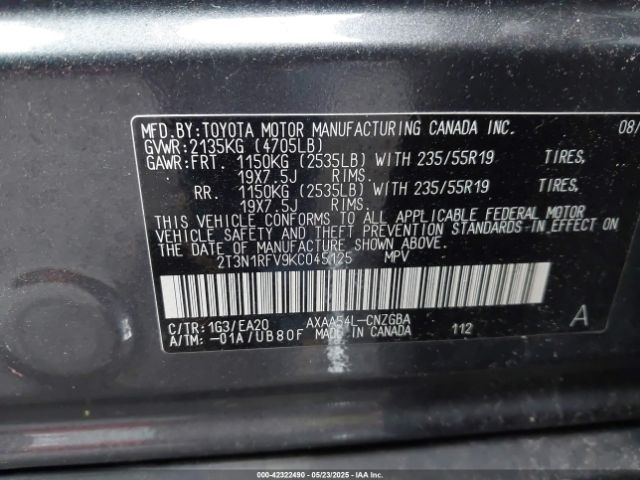 MFD.BY:TOYOTA MOTOR MANUFACTURING CANADA INC. 08/
GVWR:2135KG (4705LB)
GAWR:FRT. 1150KG (2535LB) WITH 235/55R19 TIRES,
19X7.5J RIMS.
RR. 1150KG (2535LB) WITH 235/55R19 TIRES,
19X7.5J RIMS.
THIS VEHICLE CONFORMS TO ALL APPLICABLE FEDERAL MOTOR
VEHICLE SAFETY AND THEFT PREVENTION STANDARDS IN EFFECT ON
THE DATE OF MANUFACTURE SHOWN ABOVE.
2T3N1RFV9KC045125 MPV
C/TR:1G3/EA20 AXAA54L-CNZGBA A
A/TM:-01A/UB80F MADE IN CANADA 112
000-42322490 - 05/23/2025 - IAAI.COM